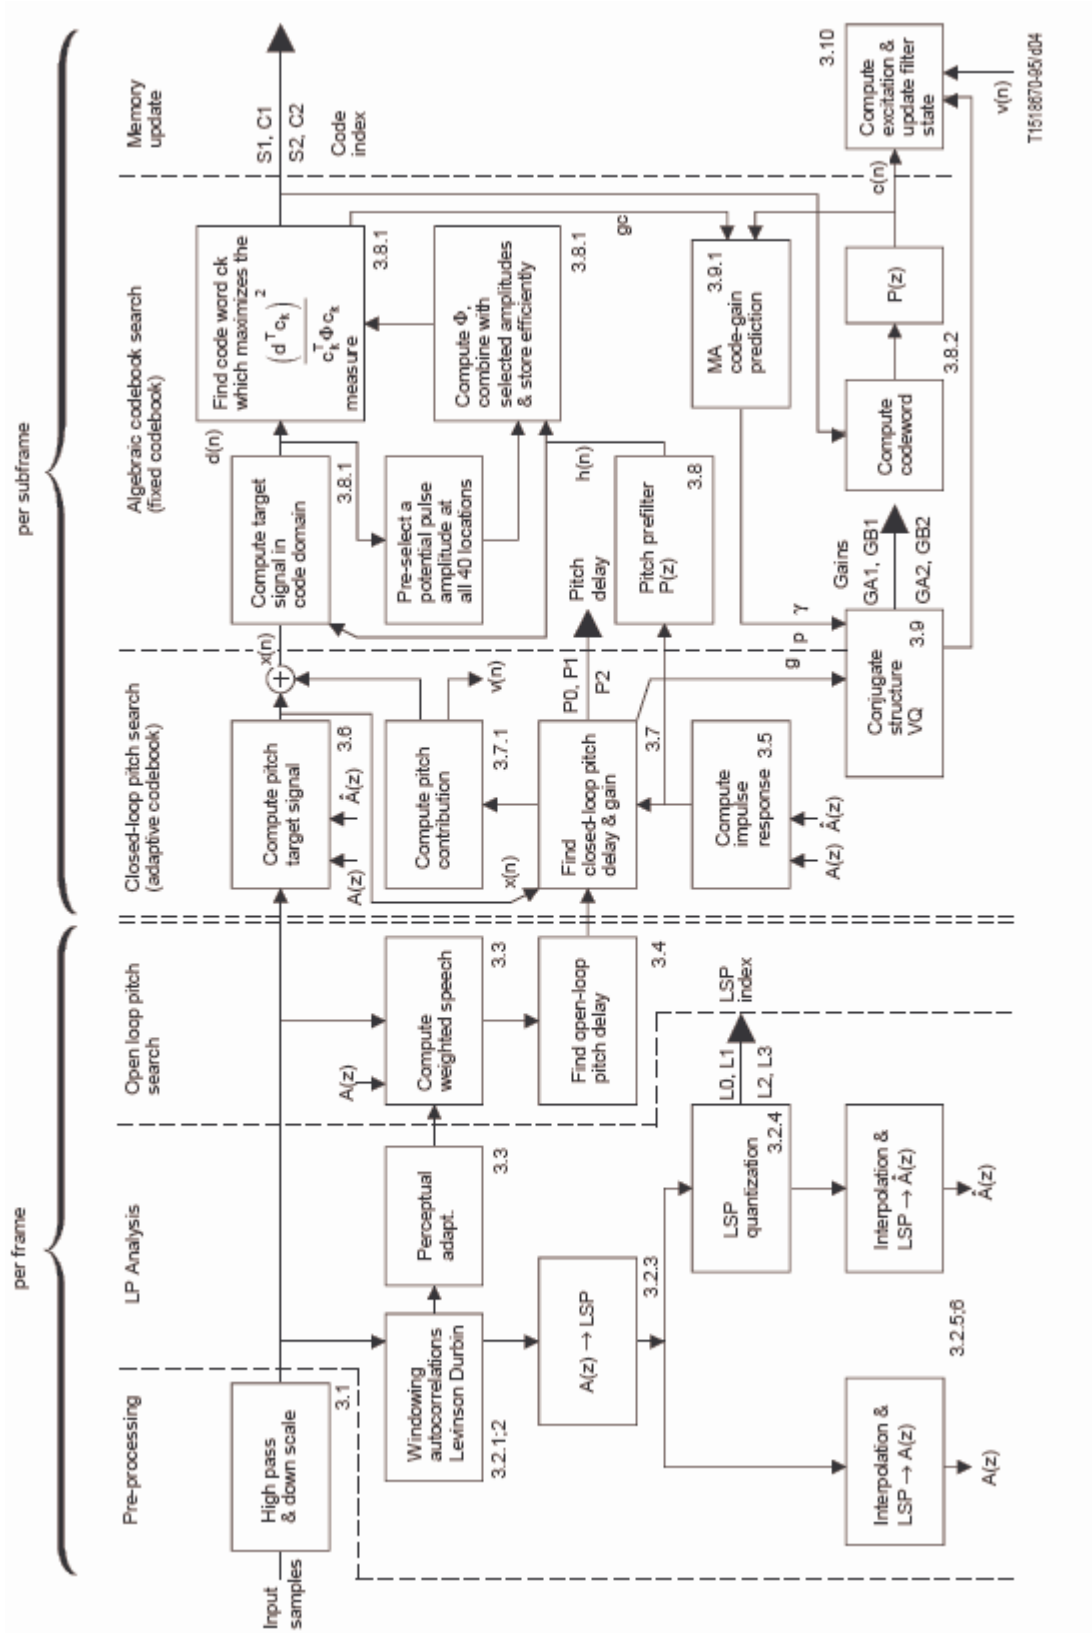 per frame
per subframe
Pre-processing
LP Analysis
Open loop pitch
search
Closed-loop pitch search
(adaptive codebook)
Algebraic codebook search
(fixed codebook)
Memory
update
Input
samples
High pass
& down scale
3.1
Windowing
autocorrelations
Levinson Durbin
3.2.1;2
Perceptual
adapt.
3.3
A(z) → LSP
3.2.3
LSP
quantization
3.2.4
L0, L1
L2, L3
LSP
index
Interpolation &
LSP → A(z)
A(z)
Interpolation &
LSP → Â(z)
Â(z)
3.2.5;6
A(z)
Compute
weighted speech
3.3
Find open-loop
pitch delay
3.4
Compute pitch
target signal
3.6
A(z)
Â(z)
x(n)
Compute pitch
contribution
3.7.1
v(n)
x(n)
Find
closed-loop pitch
delay & gain
3.7
P0, P1
P2
Pitch
delay
Compute
impulse
response
3.5
A(z)
Â(z)
Conjugate
structure
VQ
3.9
g
p
γ
Gains
GA1, GB1
GA2, GB2
Compute target
signal in
code domain
3.8.1
d(n)
Pre-select a
potential pulse
amplitude at
all 40 locations
h(n)
Pitch prefilter
P(z)
3.8
Find code word ck
which maximizes the
(d T ck) 2
ck T Φ ck
measure
3.8.1
Compute Φ,
combine with
selected amplitudes
& store efficiently
3.8.1
gc
MA
code-gain
prediction
3.9.1
Compute
codeword
3.8.2
P(z)
c(n)
S1, C1
S2, C2
Code
index
Compute
excitation &
update filter
state
3.10
v(n)
T1518670-95/d04